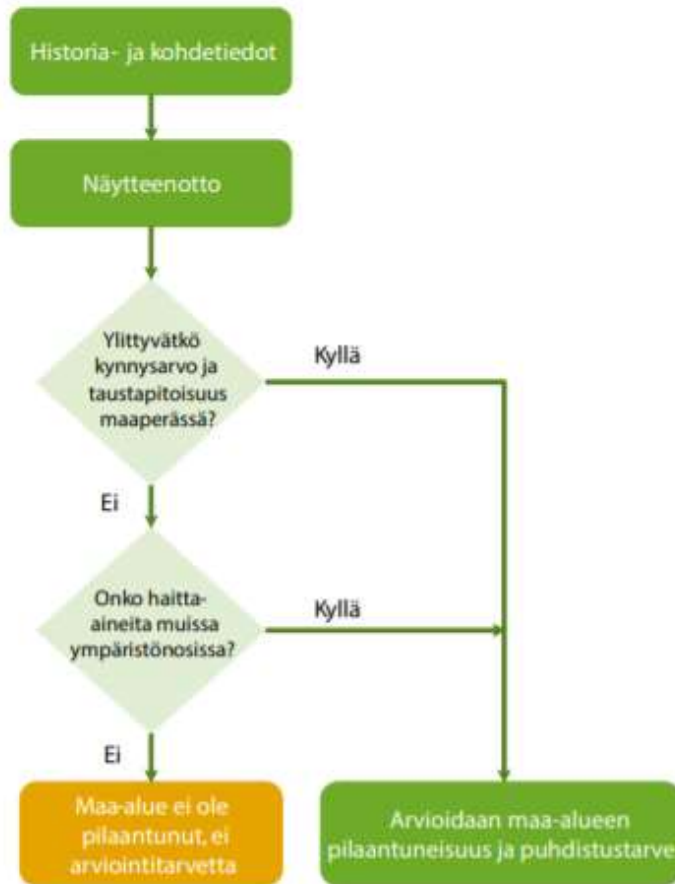 Historia- ja kohdetiedot
Näytteenotto
Ylittyvätkö
kynnysarvo ja
taustapitoisuus
maaperässä?
Kyllä
Ei
Onko haitta-
aineita muissa
ympäristönosissa?
Kyllä
Ei
Maa-alue ei ole
pilaantunut, ei
arviointitarvetta
Arvioidaan maa-alueen
pilaantuneisuus ja puhdistustarve